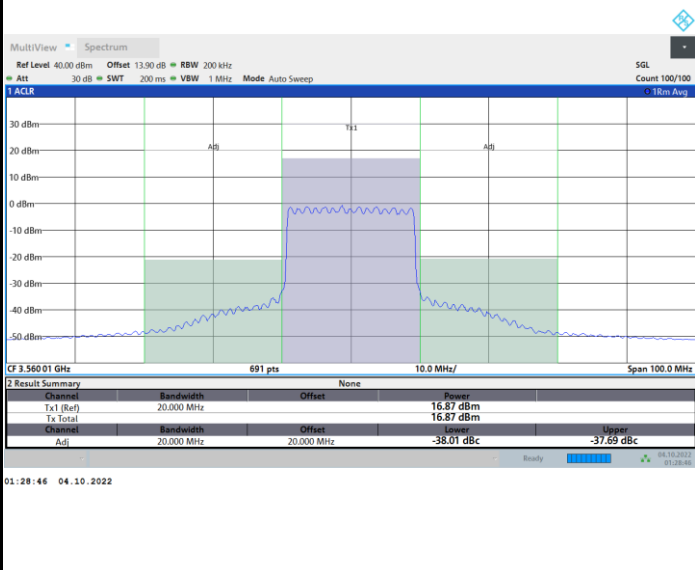 MultiView Spectrum
Ref Level 40.00 dBm Offset 13.90 dB RBW 200 kHz SGL
Att 30 dB SWT 200 ms VBW 1 MHz Mode Auto Sweep Count 100/100
1 ACLR 1Rm Avg
30 dBm Tx1
20 dBm Adj Adj
10 dBm
0 dBm
-10 dBm
-20 dBm
-30 dBm
-40 dBm
-50 dBm
CF 3.560 01 GHz 691 pts 10.0 MHz/ Span 100.0 MHz
2 Result Summary None
Channel Bandwidth Offset Power
Tx1 (Ref) 20.000 MHz 16.87 dBm
Tx Total 16.87 dBm
Channel Bandwidth Offset Lower Upper
Adj 20.000 MHz 20.000 MHz -38.01 dBc -37.69 dBc
Ready 04.10.2022
01:28:46
01:28:46 04.10.2022